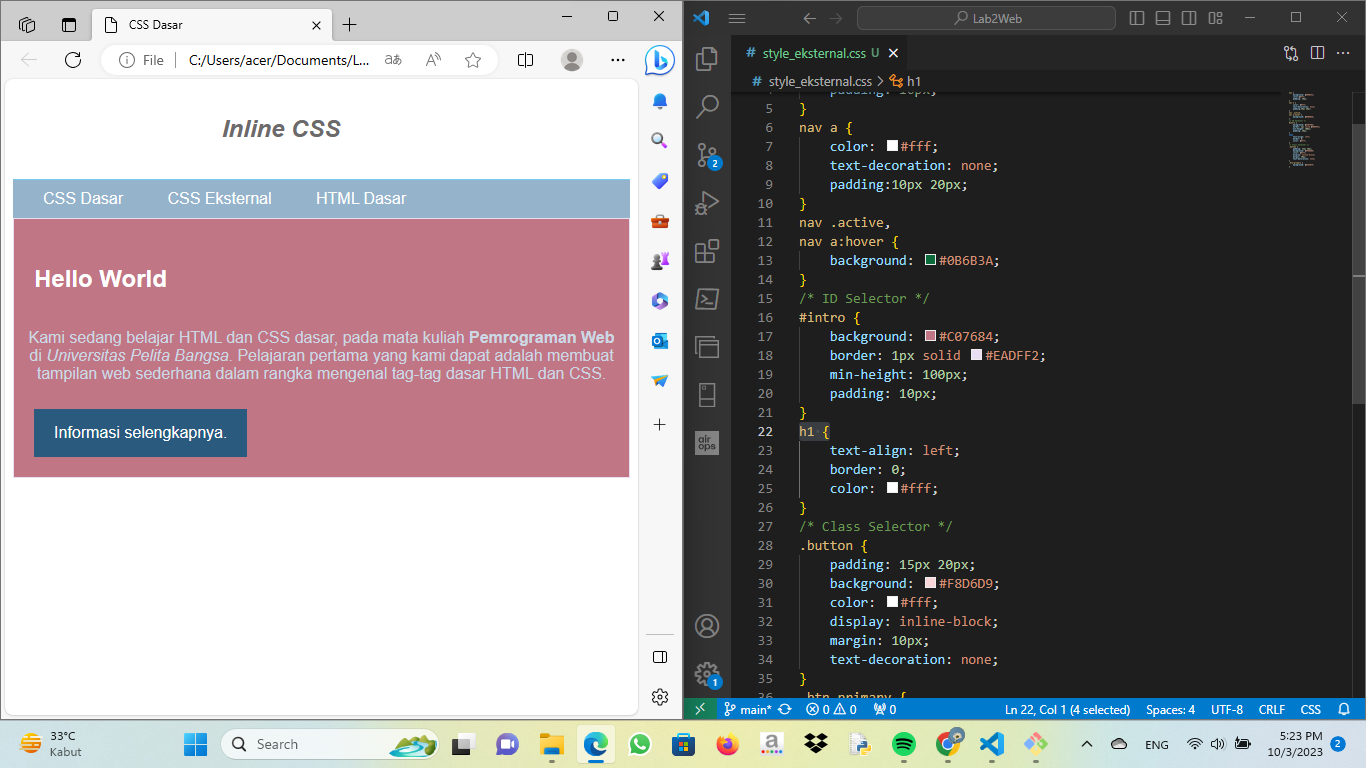 CSS Dasar
File
C:/Users/acer/Documents/L...
Inline CSS
CSS Dasar CSS Eksternal HTML Dasar
Hello World
Kami sedang belajar HTML dan CSS dasar, pada mata kuliah Pemrograman Web
di Universitas Pelita Bangsa. Pelajaran pertama yang kami dapat adalah membuat
tampilan web sederhana dalam rangka mengenal tag-tag dasar HTML dan CSS.
Informasi selengkapnya.
Lab2Web
# style_eksternal.css U
# style_eksternal.css > h1
2
air
ops
1
4 padding: 10px;
5 }
6 nav a {
7 color: #fff;
8 text-decoration: none;
9 padding:10px 20px;
10 }
11 nav .active,
12 nav a:hover {
13 background: #0B6B3A;
14 }
15 /* ID Selector */
16 #intro {
17 background: #C07684;
18 border: 1px solid #EADFF2;
19 min-height: 100px;
20 padding: 10px;
21 }
22 h1 {
23 text-align: left;
24 border: 0;
25 color: #fff;
26 }
27 /* Class Selector */
28 .button {
29 padding: 15px 20px;
30 background: #F8D6D9;
31 color: #fff;
32 display: inline-block;
33 margin: 10px;
34 text-decoration: none;
35 }
36 .btn-primary {
main* 0 0 0 Ln 22, Col 1 (4 selected) Spaces: 4 UTF-8 CRLF CSS
33°C
Kabut
Search
ENG
5:23 PM
10/3/2023
2